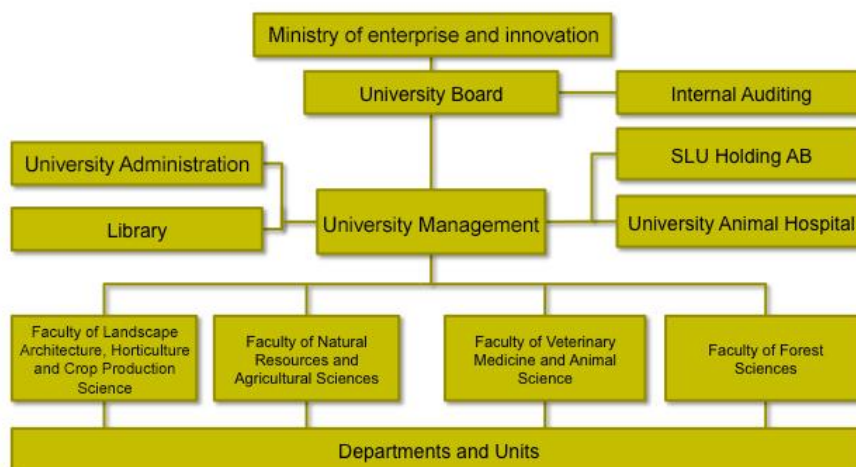 Ministry of enterprise and innovation
University Board
Internal Auditing
University Administration
SLU Holding AB
Library
University Management
University Animal Hospital
Faculty of Landscape
Architecture, Horticulture
and Crop Production
Science
Faculty of Natural
Resources and
Agricultural Sciences
Faculty of Veterinary
Medicine and Animal
Science
Faculty of Forest
Sciences
Departments and Units